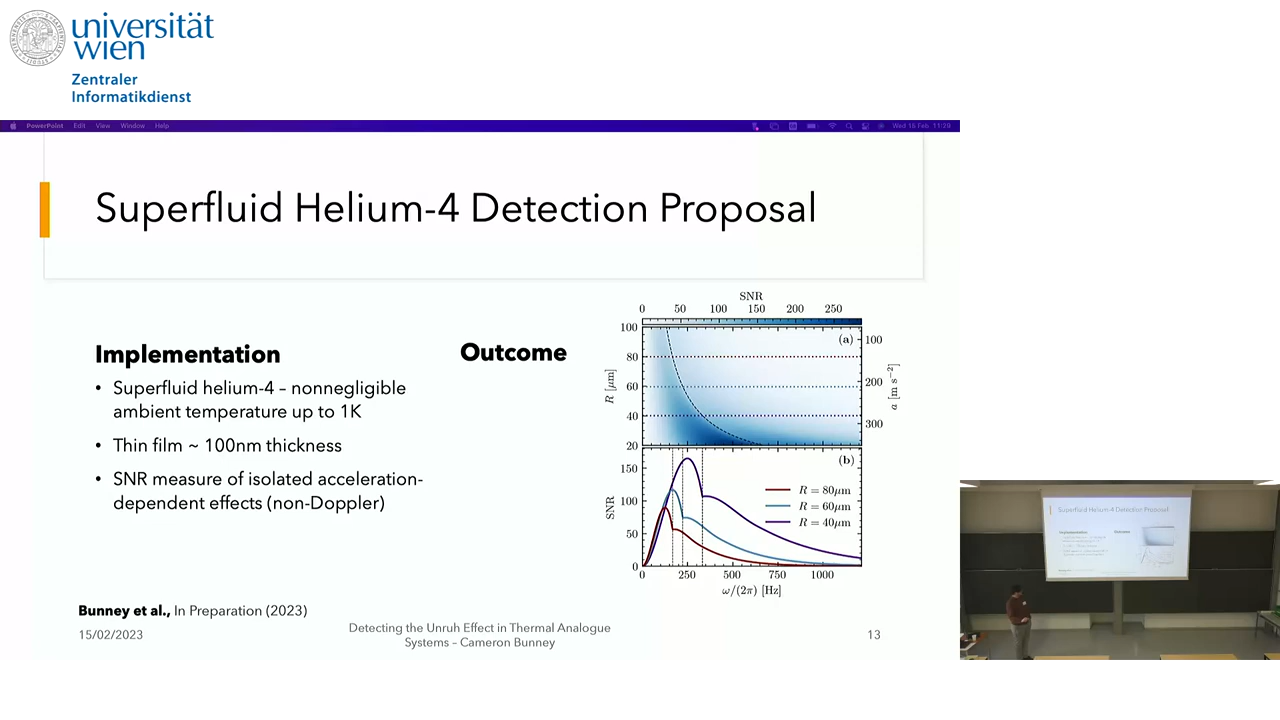 universität
wien
Zentraler
Informatikdienst
PowerPoint Edit View Window Help
Wed 15 Feb 11:29
Superfluid Helium-4 Detection Proposal
Implementation
• Superfluid helium-4 – nonnegligible
ambient temperature up to 1K
• Thin film ~ 100nm thickness
• SNR measure of isolated acceleration-
dependent effects (non-Doppler)
Outcome
SNR
0 50 100 150 200 250
(a)
100
80
60
40
20
R [μm]
100
200
300
a [m s⁻²]
(b)
150
100
50
0
SNR
R = 80μm
R = 60μm
R = 40μm
0 250 500 750 1000
ω/(2π) [Hz]
Bunney et al., In Preparation (2023)
15/02/2023
Detecting the Unruh Effect in Thermal Analogue
Systems – Cameron Bunney
13
Superfluid Helium-4 Detection Proposal